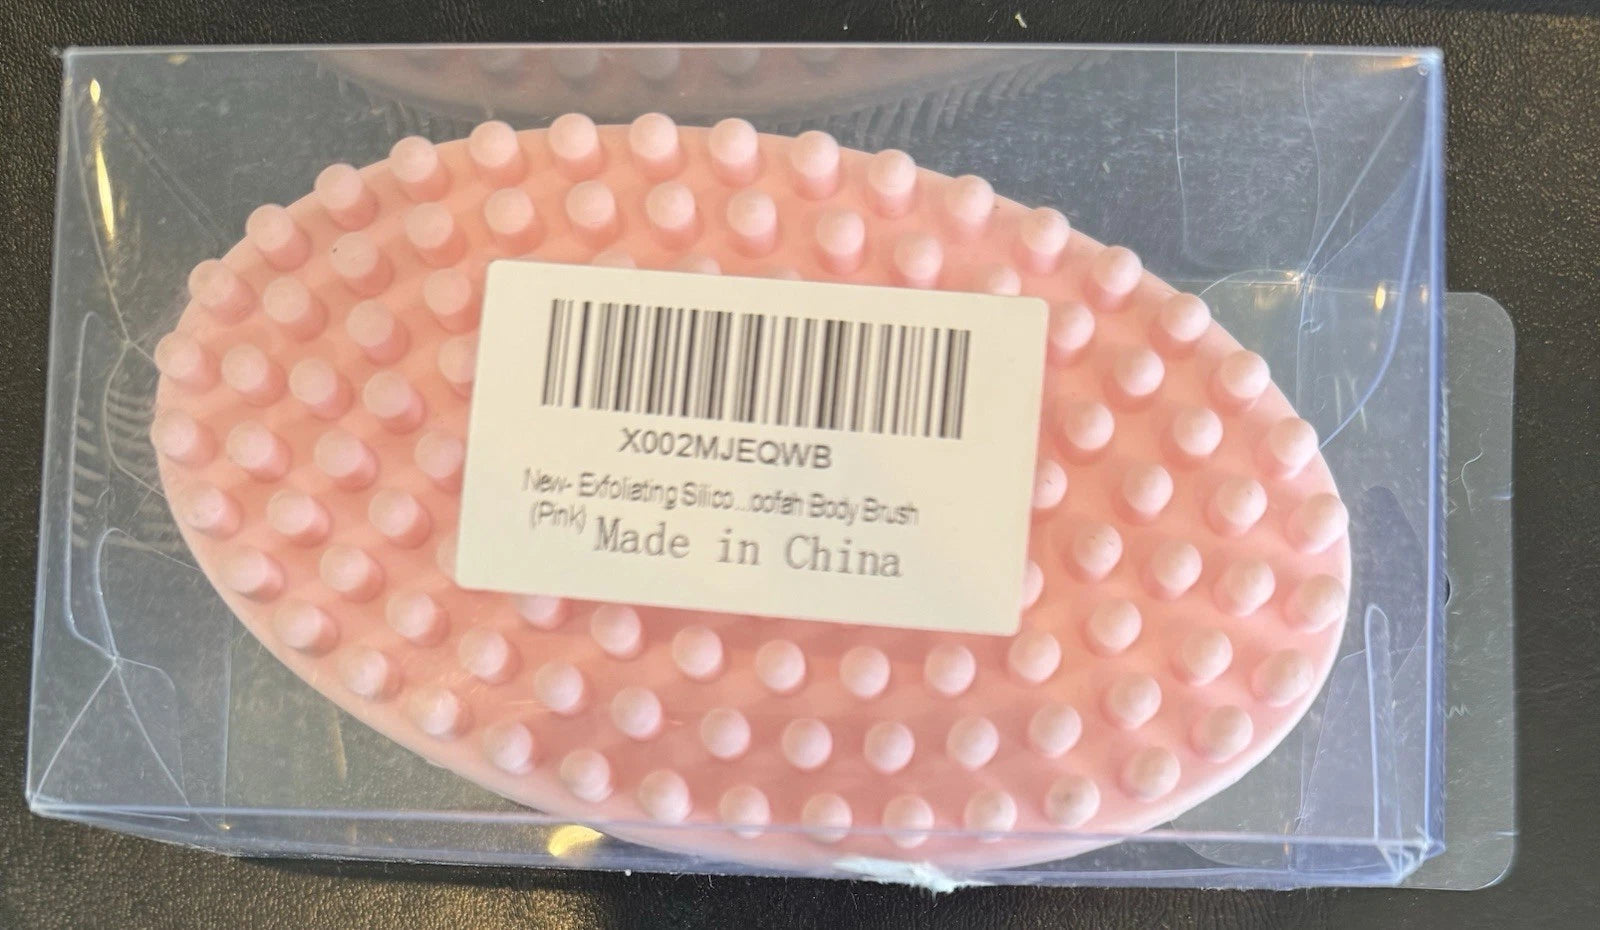 X002MJEQWB
New- Exfoliating Silico...oofah Body Brush
(Pink) Made in China